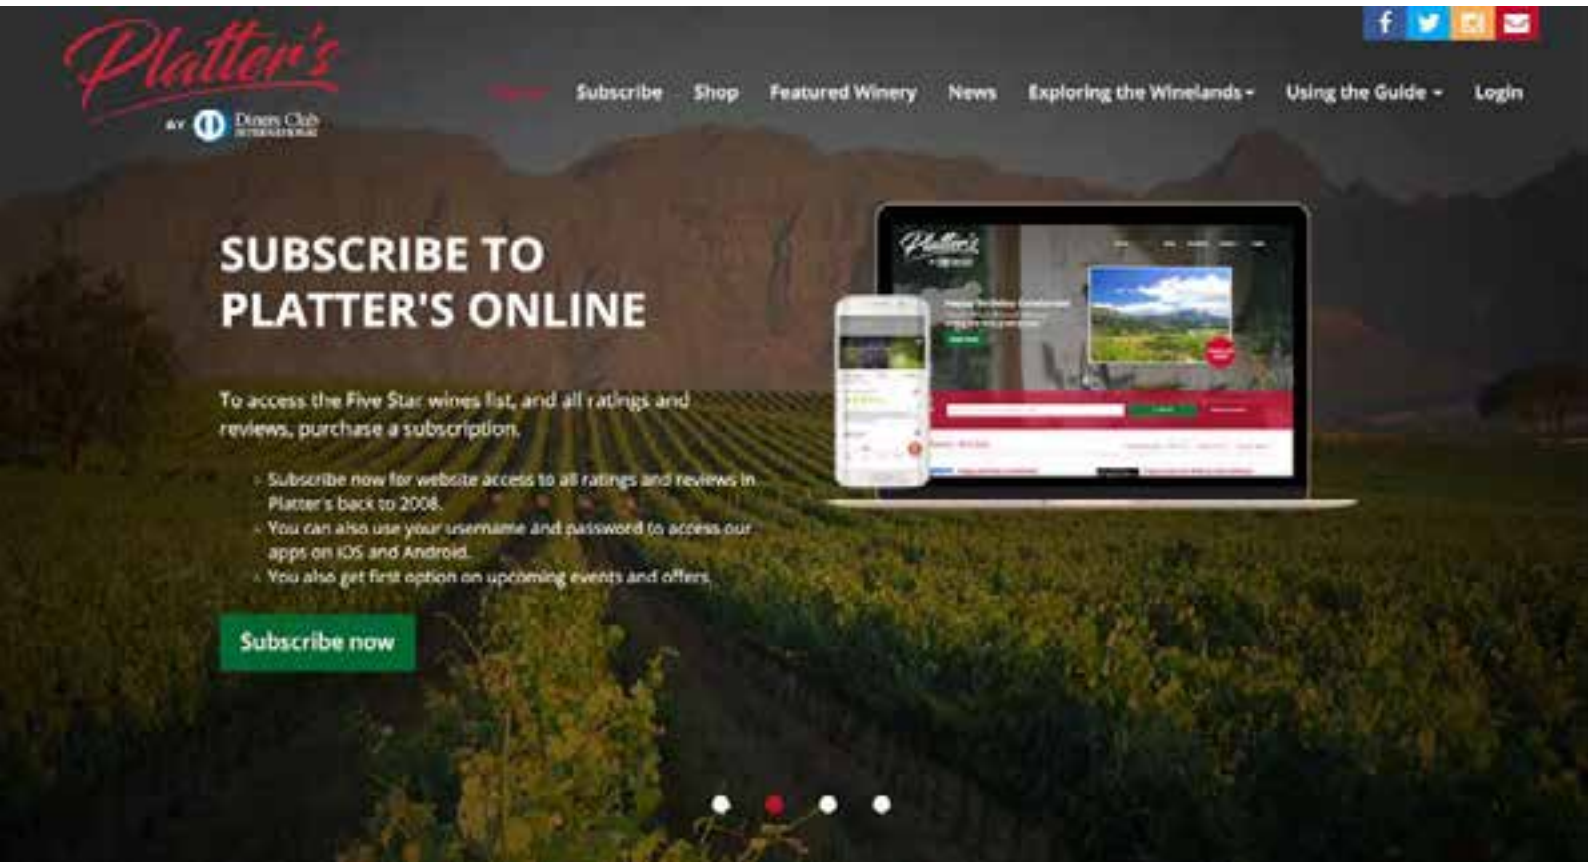 Platter's
BY Diners Club
INTERNATIONAL
Home Subscribe Shop Featured Winery News Exploring the Winelands Using the Guide Login
SUBSCRIBE TO
PLATTER'S ONLINE
To access the Five Star wines list, and all ratings and
reviews, purchase a subscription.
Subscribe now for website access to all ratings and reviews in
Platter's back to 2008.
You can also use your username and password to access our
apps on iOS and Android.
You also get first option on upcoming events and offers.
Subscribe now
Platter's